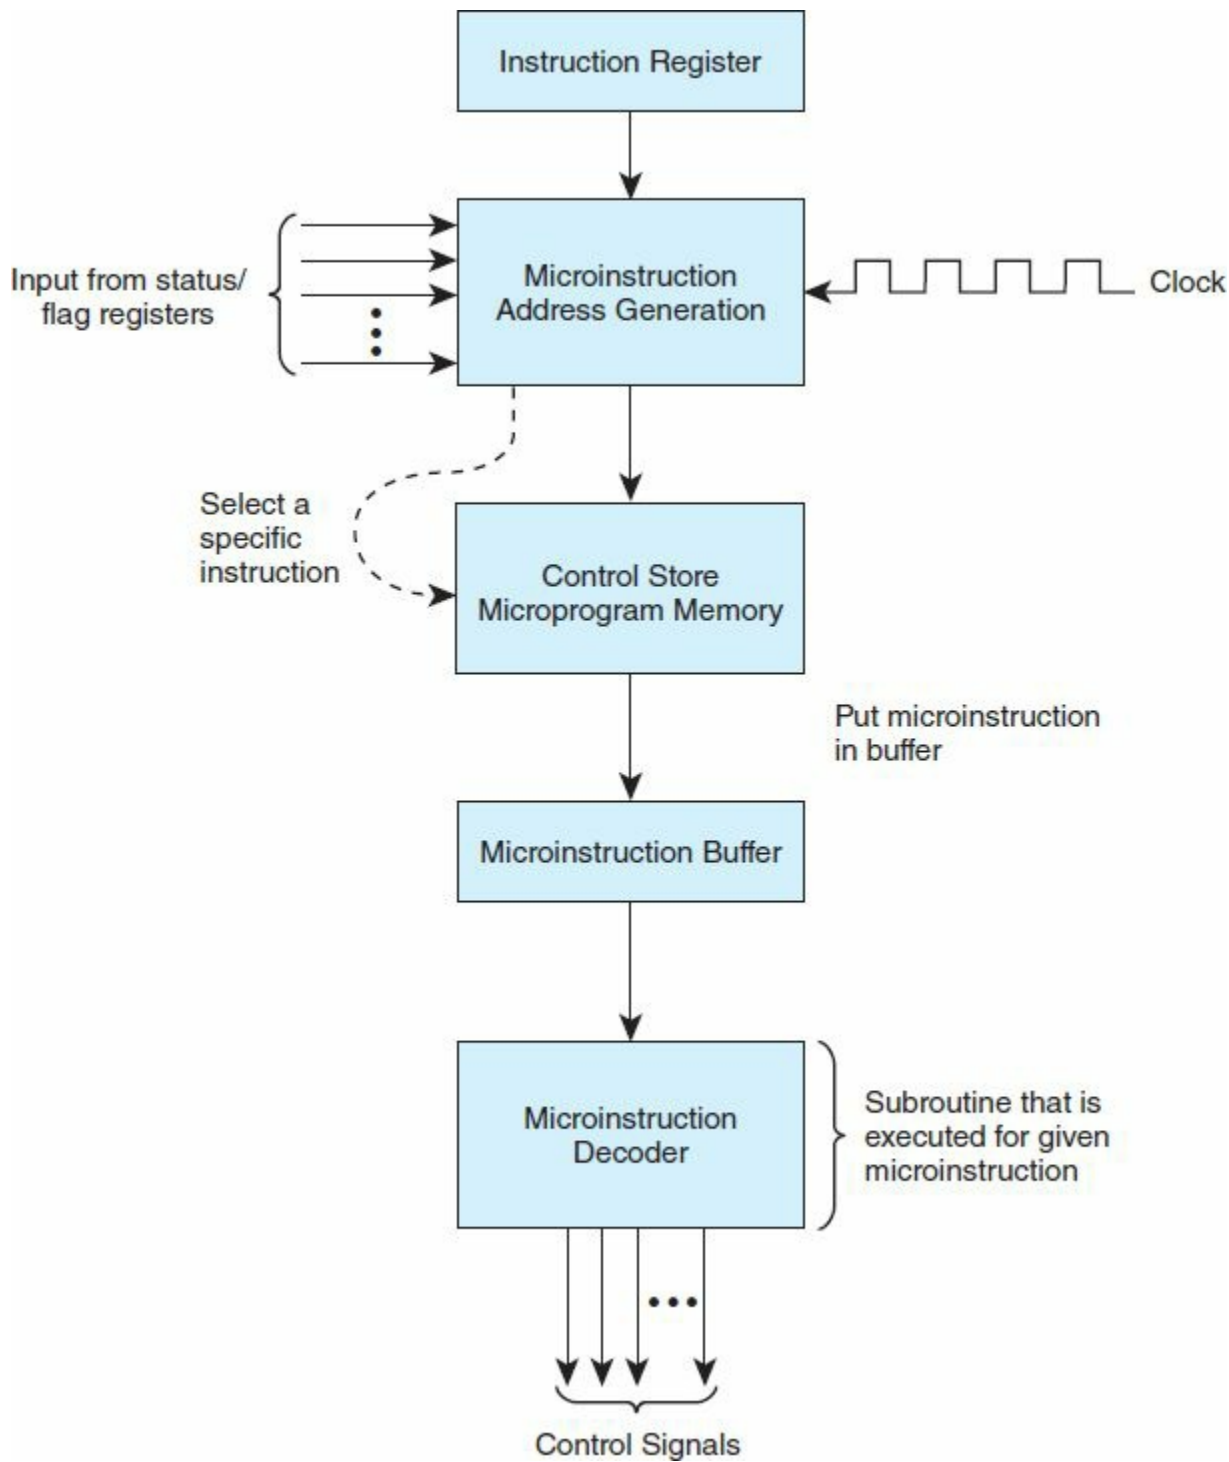 Instruction Register
Input from status/
flag registers
Microinstruction
Address Generation
Clock
Select a
specific
instruction
Control Store
Microprogram Memory
Put microinstruction
in buffer
Microinstruction Buffer
Microinstruction
Decoder
Subroutine that is
executed for given
microinstruction
Control Signals